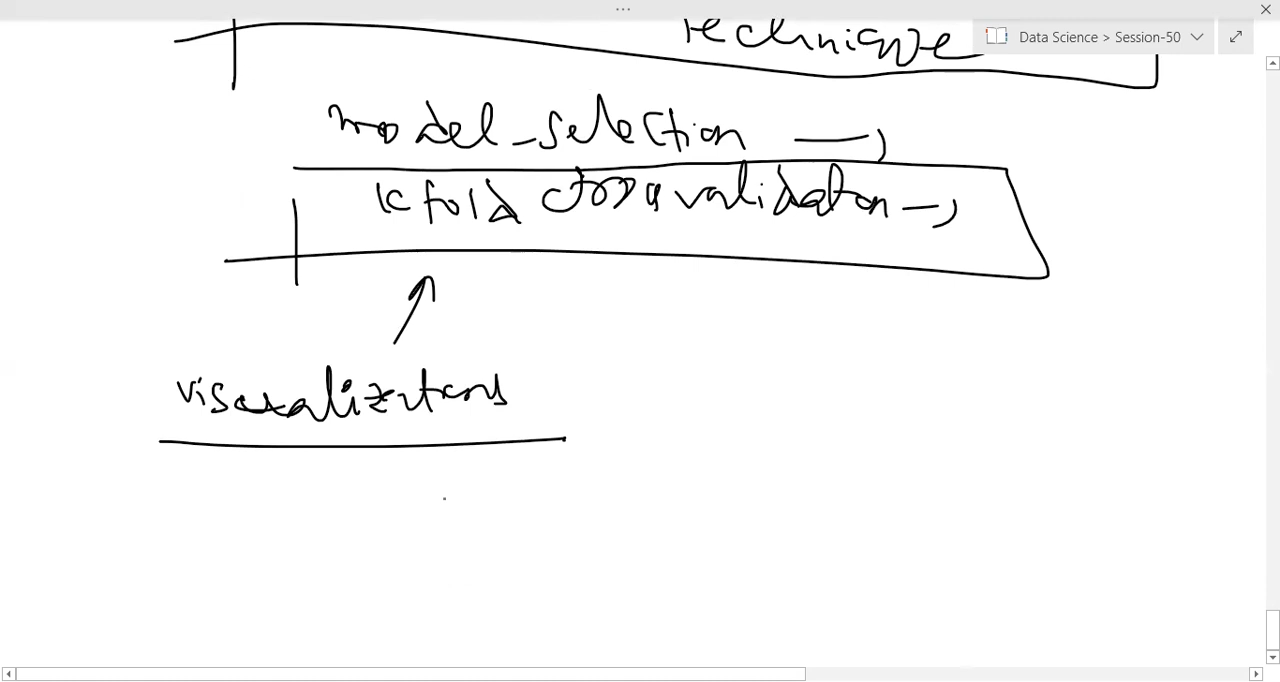 Technique
Data Science > Session-50
model_selection →
k fold cross validation →
visualizations